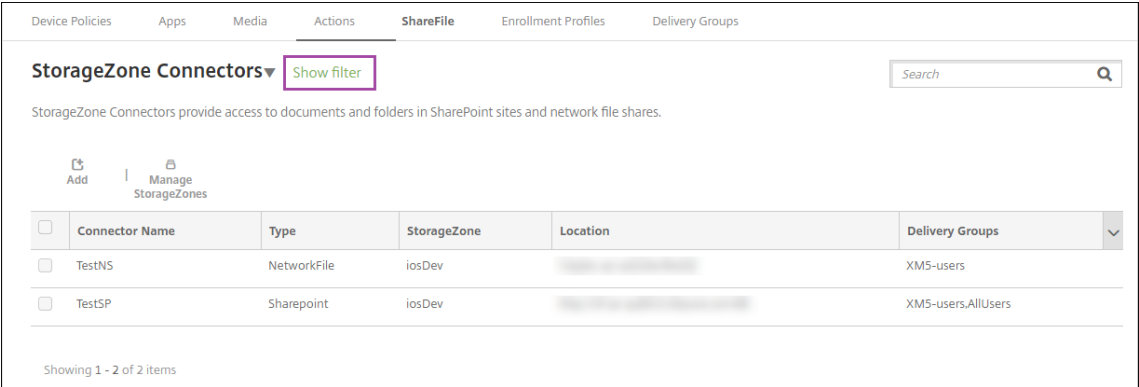 Device Policies Apps Media Actions ShareFile Enrollment Profiles Delivery Groups
StorageZone Connectors Show filter Search
StorageZone Connectors provide access to documents and folders in SharePoint sites and network file shares.
Add | Manage
StorageZones
Connector Name Type StorageZone Location Delivery Groups
TestNS NetworkFile iosDev XM5-users
TestSP Sharepoint iosDev XM5-users,AllUsers
Showing 1 - 2 of 2 items